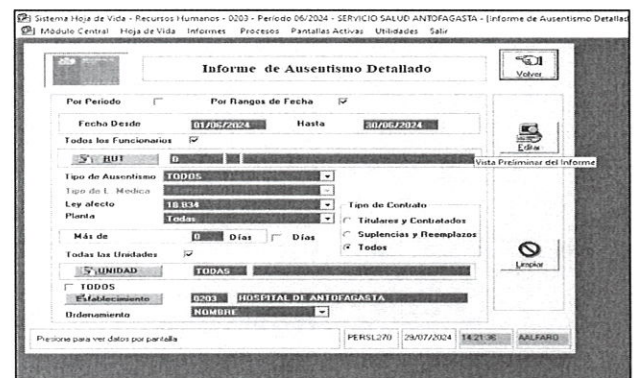 Sistema Hoja de Vida - Recursos Humanos - 0203 - Período 06/2024 - SERVICIO SALUD ANTOFAGASTA - [Informe de Ausentismo Detallad
Módulo Central Hoja de Vida Informes Procesos Pantallas Activas Utilidades Salir
Informe de Ausentismo Detallado
Volver
Por Periodo Por Rangos de Fecha
Fecha Desde 01/06/2024 Hasta 30/06/2024
Todos los Funcionarios
Editar
RUT 0
Vista Preliminar del Informe
Tipo de Ausentismo TODOS
Tipo de L. Medica
Ley afecto 18.834
Tipo de Contrato
Planta Todas
Titulares y Contratados
Más de 0 Días Días
Suplencias y Reemplazos
Todos
Todas las Unidades
Limpiar
UNIDAD TODAS
TODOS
Establecimiento 0203 HOSPITAL DE ANTOFAGASTA
Ordenamiento NOMBRE
Presione para ver datos por pantalla PERSL270 29/07/2024 14:21:36 AALFARO